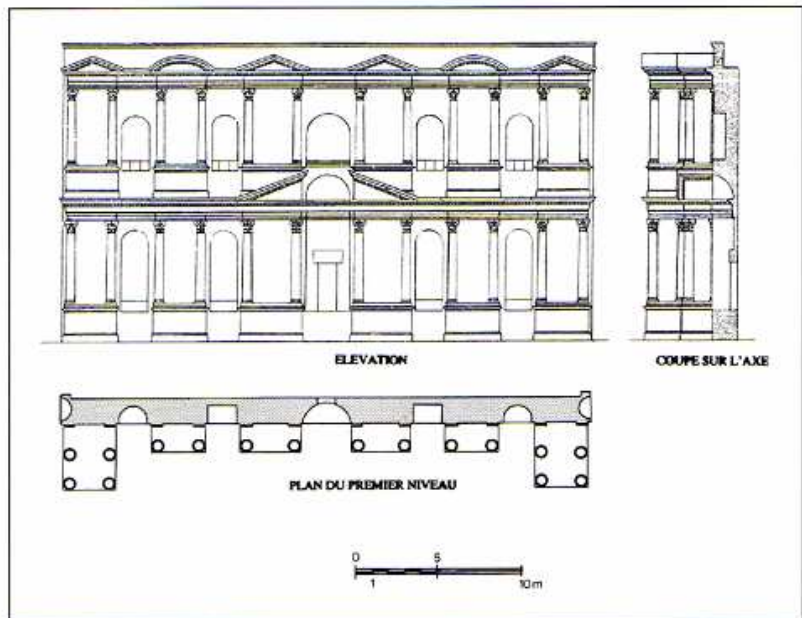 ELEVATION
COUPE SUR L'AXE
PLAN DU PREMIER NIVEAU
0 5
1 10m